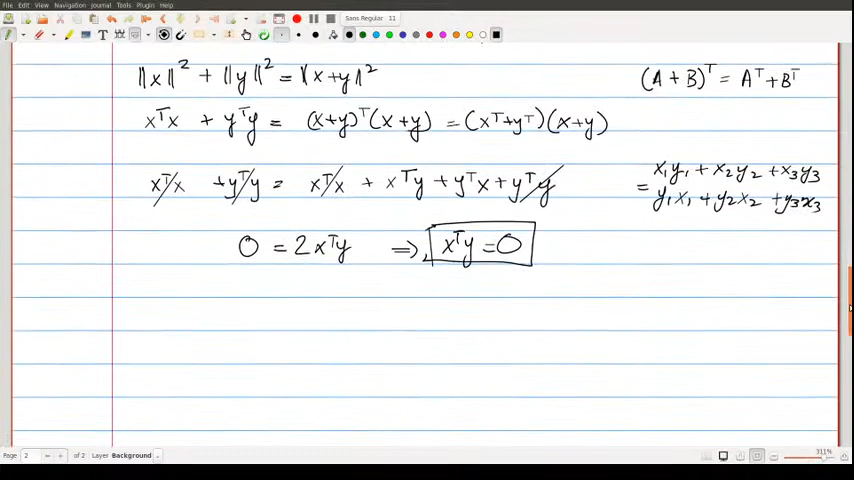 File Edit View Navigation Journal Tools Plugin Help
Sans Regular 11
||x||² + ||y||² = ||x+y||²
(A + B)ᵀ = Aᵀ + Bᵀ
xᵀx + yᵀy = (x+y)ᵀ(x+y) = (xᵀ+yᵀ)(x+y)
xᵀx + yᵀy = xᵀx + xᵀy + yᵀx + yᵀy
x₁y₁ + x₂y₂ + x₃y₃
= y₁x₁ + y₂x₂ + y₃x₃
0 = 2xᵀy ⇒ xᵀy = 0
Page 2 of 2 Layer Background 311%